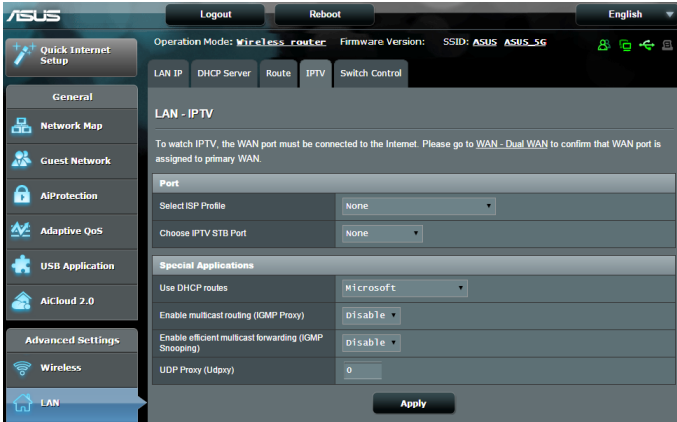 ASUS
Logout
Reboot
English
Quick Internet
Setup
Operation Mode: Wireless router Firmware Version: SSID: ASUS ASUS_5G
LAN IP
DHCP Server
Route
IPTV
Switch Control
General
Network Map
Guest Network
AiProtection
Adaptive QoS
USB Application
AiCloud 2.0
Advanced Settings
Wireless
LAN
LAN - IPTV
To watch IPTV, the WAN port must be connected to the Internet. Please go to WAN - Dual WAN to confirm that WAN port is
assigned to primary WAN.
Port
Select ISP Profile
None
Choose IPTV STB Port
None
Special Applications
Use DHCP routes
Microsoft
Enable multicast routing (IGMP Proxy)
Disable
Enable efficient multicast forwarding (IGMP
Snooping)
Disable
UDP Proxy (Udpxy)
0
Apply